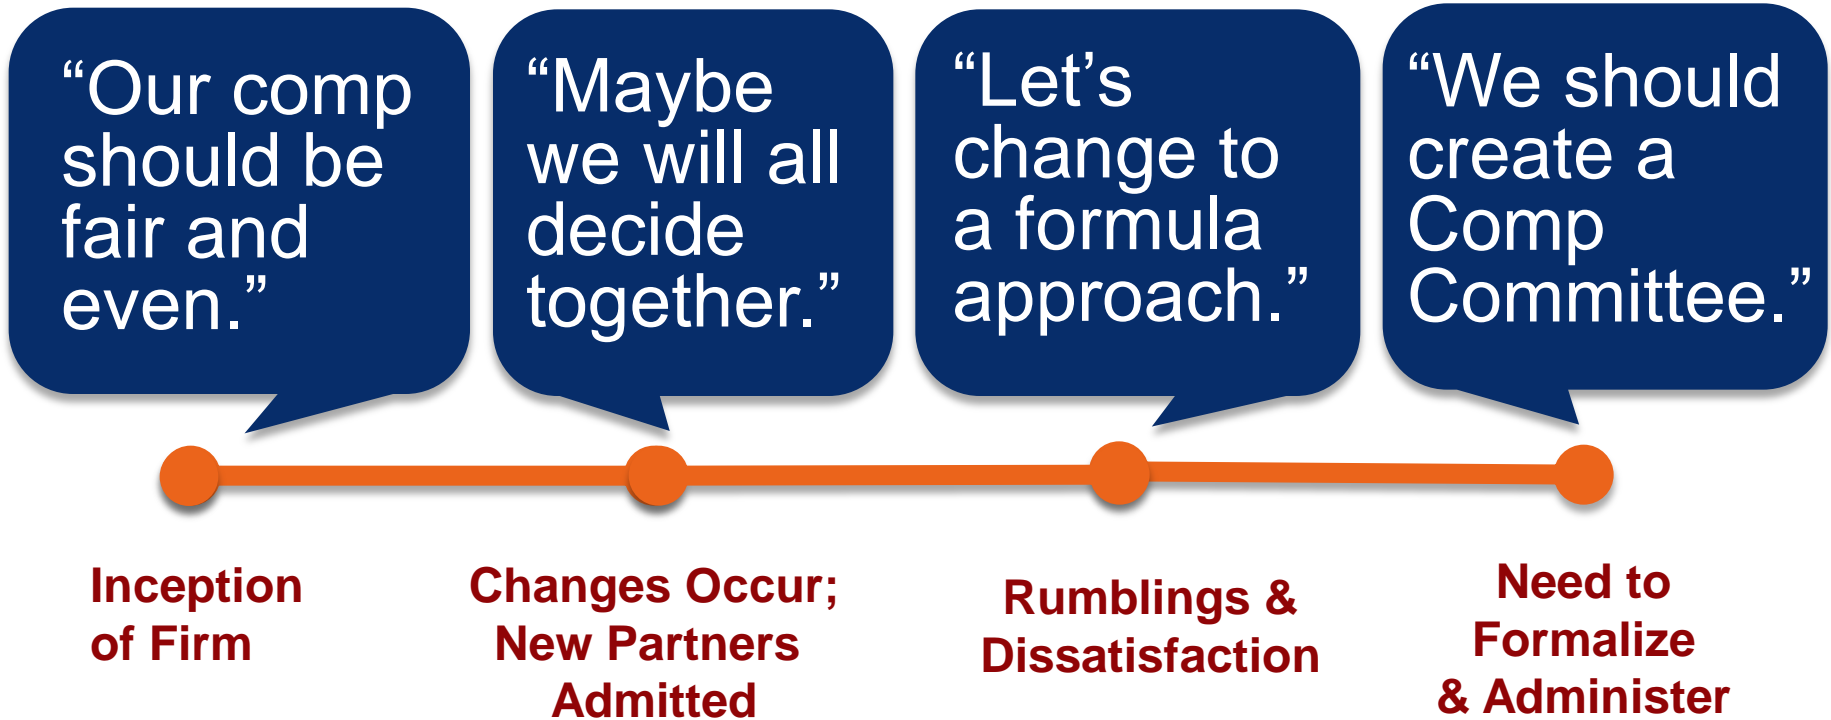 “Our comp
should be
fair and
even.”
“Maybe
we will all
decide
together.”
“Let’s
change to
a formula
approach.”
“We should
create a
Comp
Committee.”
Inception
of Firm
Changes Occur;
New Partners
Admitted
Rumblings &
Dissatisfaction
Need to
Formalize
& Administer